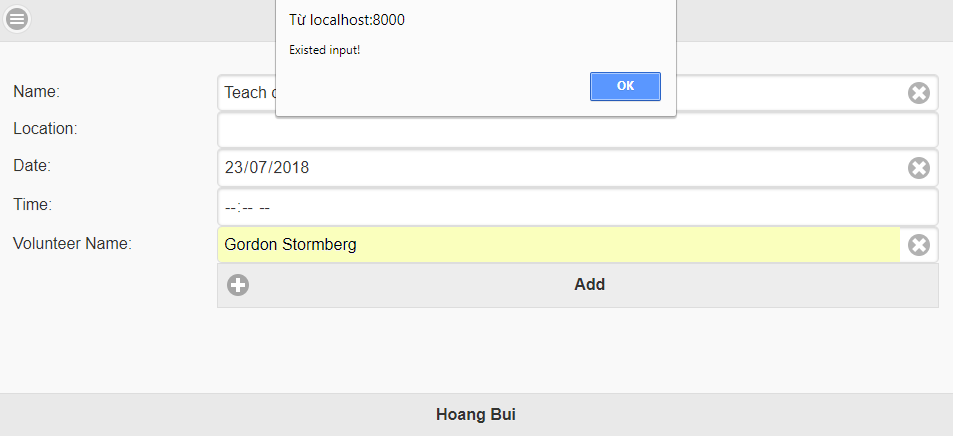 Từ localhost:8000
Existed input!
OK
Name: Teach
Location:
Date: 23/07/2018
Time: --:-- --
Volunteer Name: Gordon Stormberg
Add
Hoang Bui